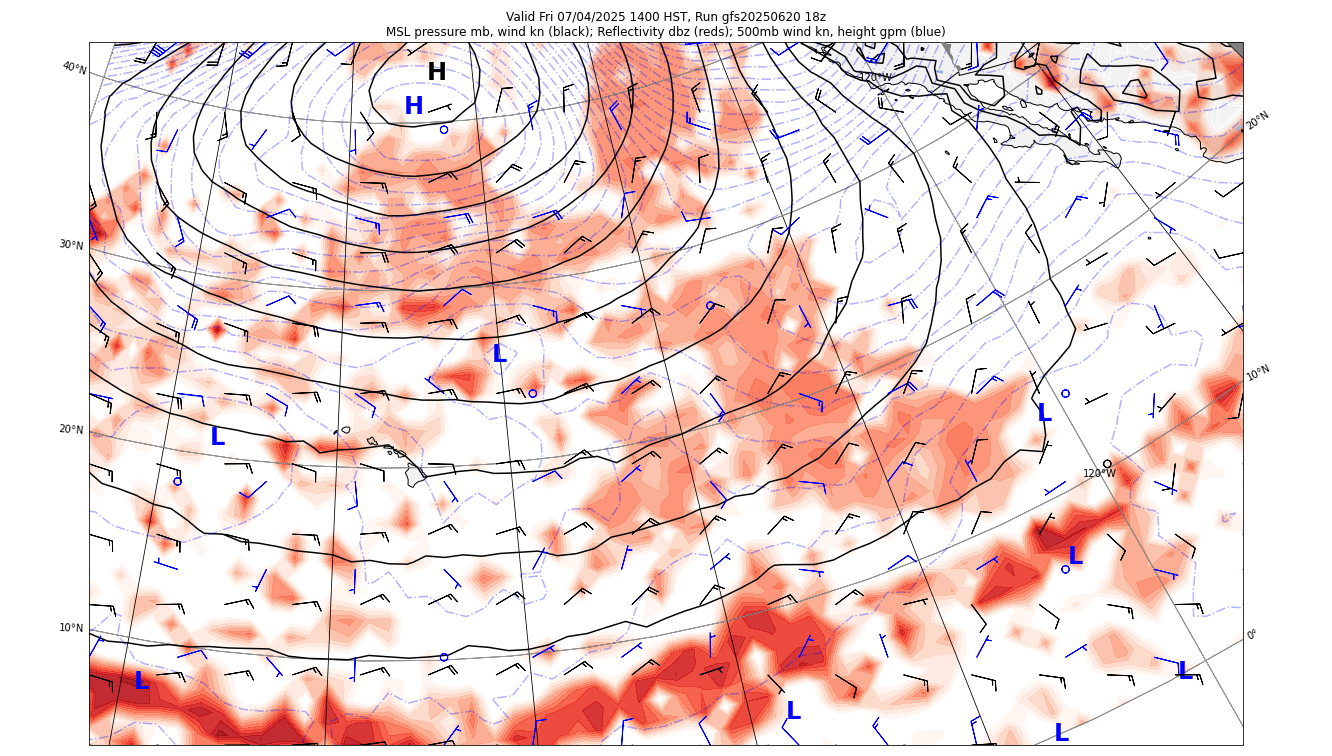 Valid Fri 07/04/2025 1400 HST, Run gfs20250620 18z
MSL pressure mb, wind kn (black); Reflectivity dbz (reds); 500mb wind kn, height gpm (blue)
40°N
H
H
120°W
20°N
30°N
L
10°N
20°N
L
L
120°W
L
10°N
0°
L
L
L
L